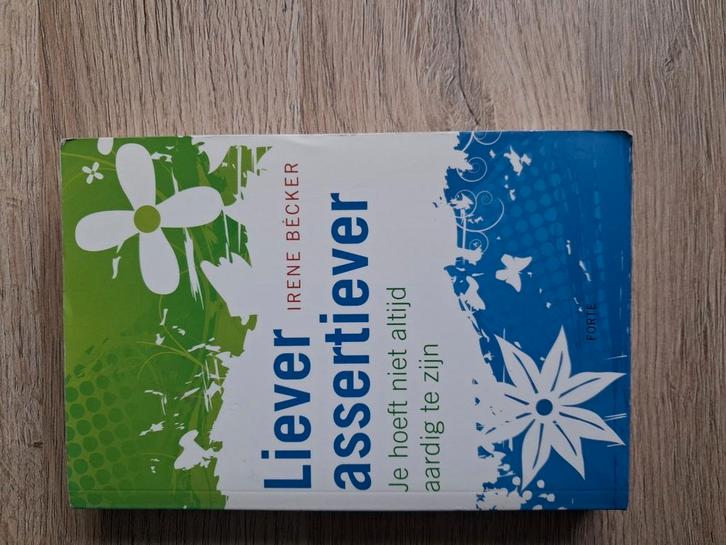 IRENE BECKER
Liever
assertiever
Je hoeft niet altijd
aardig te zijn
FORTE